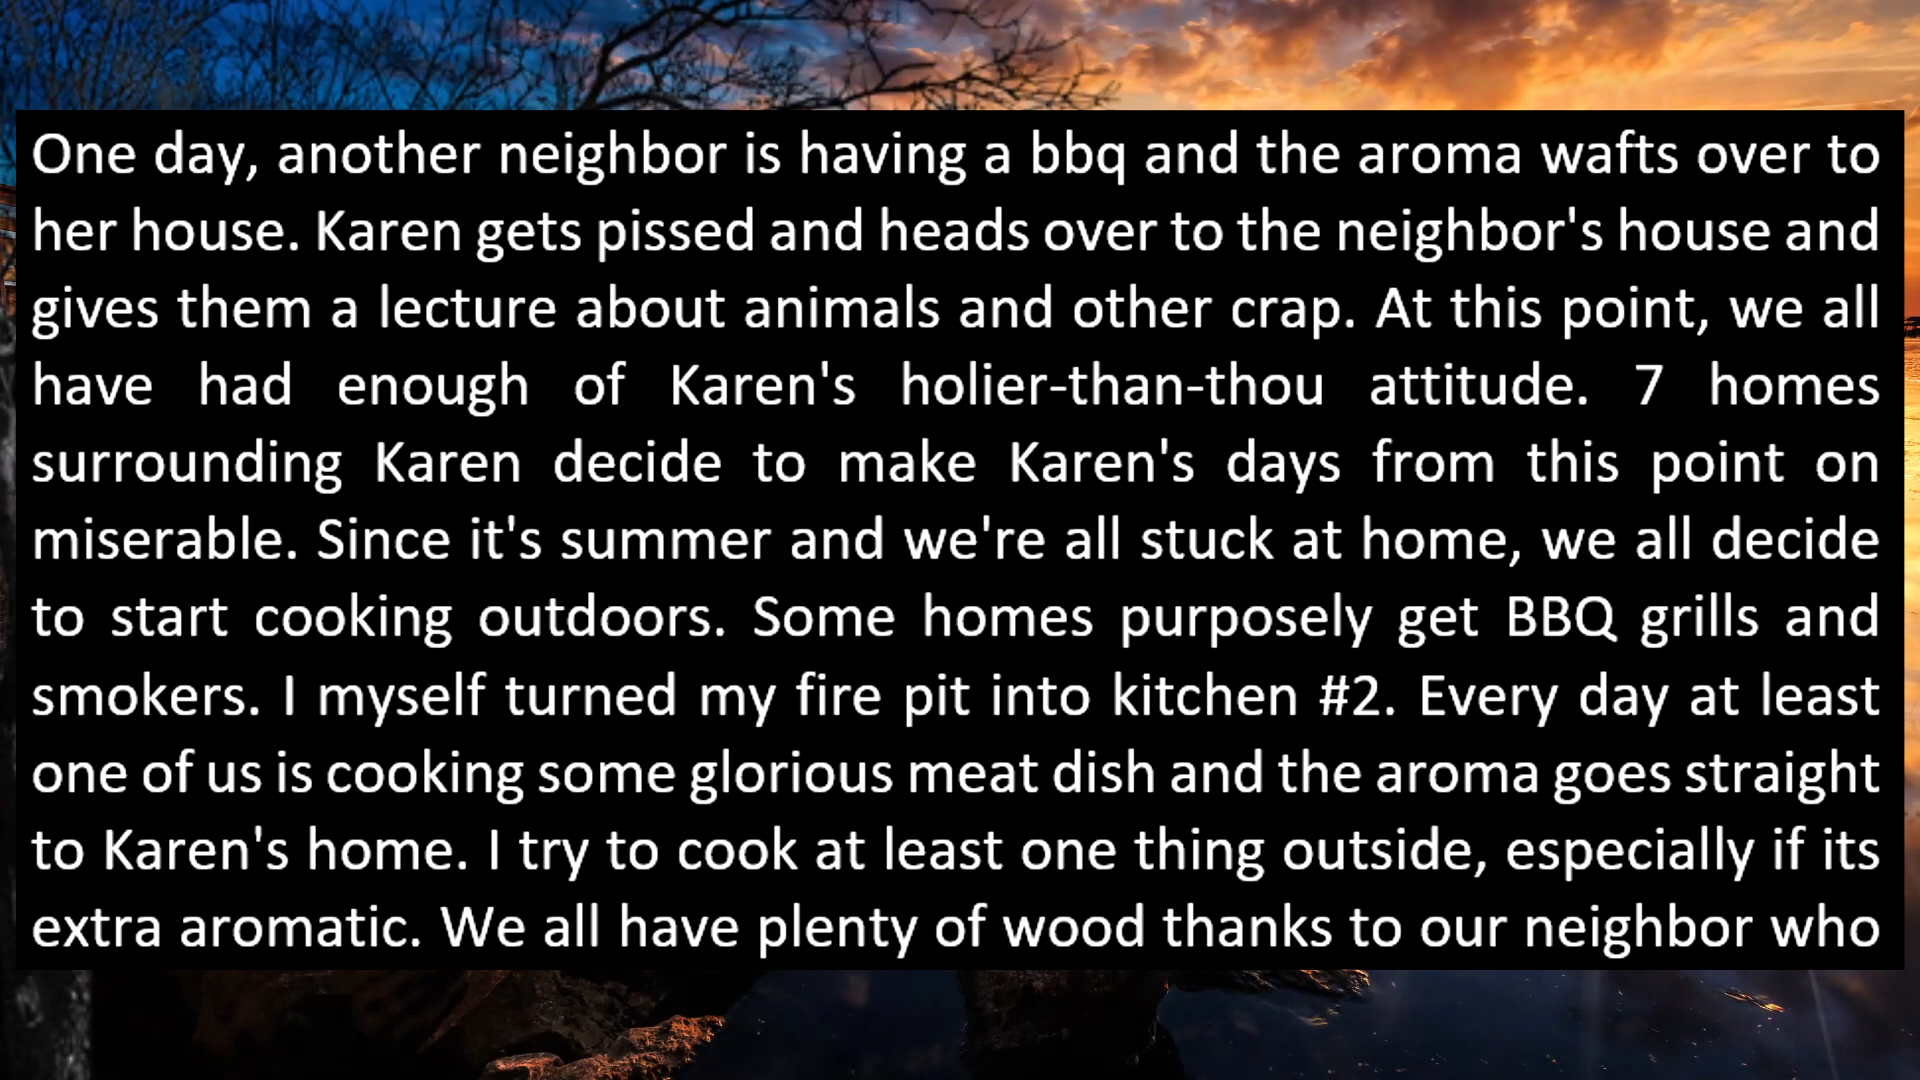 One day, another neighbor is having a bbq and the aroma wafts over to
her house. Karen gets pissed and heads over to the neighbor's house and
gives them a lecture about animals and other crap. At this point, we all
have had enough of Karen's holier-than-thou attitude. 7 homes
surrounding Karen decide to make Karen's days from this point on
miserable. Since it's summer and we're all stuck at home, we all decide
to start cooking outdoors. Some homes purposely get BBQ grills and
smokers. I myself turned my fire pit into kitchen #2. Every day at least
one of us is cooking some glorious meat dish and the aroma goes straight
to Karen's home. I try to cook at least one thing outside, especially if its
extra aromatic. We all have plenty of wood thanks to our neighbor who